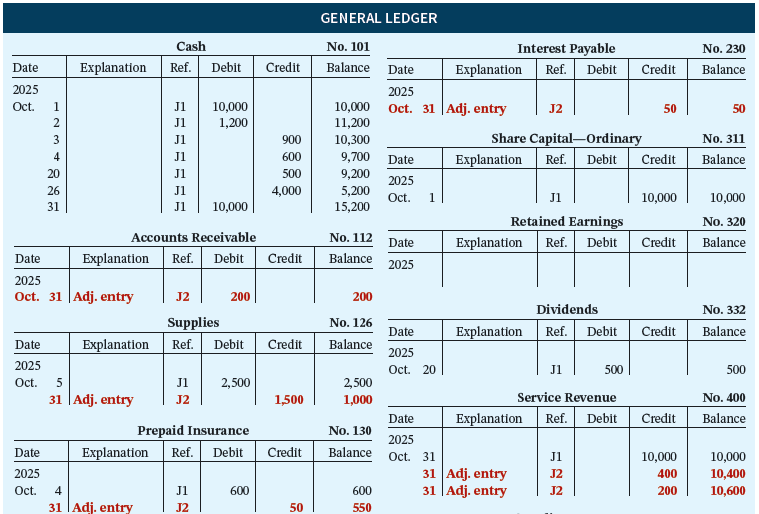 GENERAL LEDGER
Cash No. 101
Date Explanation Ref. Debit Credit Balance
2025
Oct. 1 J1 10,000 10,000
2 J1 1,200 11,200
3 J1 900 10,300
4 J1 600 9,700
20 J1 500 9,200
26 J1 4,000 5,200
31 J1 10,000 15,200
Accounts Receivable No. 112
Date Explanation Ref. Debit Credit Balance
2025
Oct. 31 Adj. entry J2 200 200
Supplies No. 126
Date Explanation Ref. Debit Credit Balance
2025
Oct. 5 J1 2,500 2,500
31 Adj. entry J2 1,500 1,000
Prepaid Insurance No. 130
Date Explanation Ref. Debit Credit Balance
2025
Oct. 4 J1 600 600
31 Adj. entry J2 50 550
Interest Payable No. 230
Date Explanation Ref. Debit Credit Balance
2025
Oct. 31 Adj. entry J2 50 50
Share Capital—Ordinary No. 311
Date Explanation Ref. Debit Credit Balance
2025
Oct. 1 J1 10,000 10,000
Retained Earnings No. 320
Date Explanation Ref. Debit Credit Balance
2025
Dividends No. 332
Date Explanation Ref. Debit Credit Balance
2025
Oct. 20 J1 500 500
Service Revenue No. 400
Date Explanation Ref. Debit Credit Balance
2025
Oct. 31 J1 10,000 10,000
31 Adj. entry J2 400 10,400
31 Adj. entry J2 200 10,600